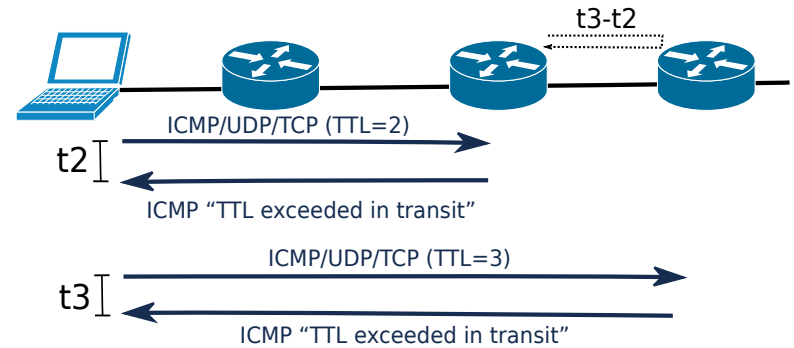 t3-t2
ICMP/UDP/TCP (TTL=2)
t2
ICMP “TTL exceeded in transit”
ICMP/UDP/TCP (TTL=3)
t3
ICMP “TTL exceeded in transit”